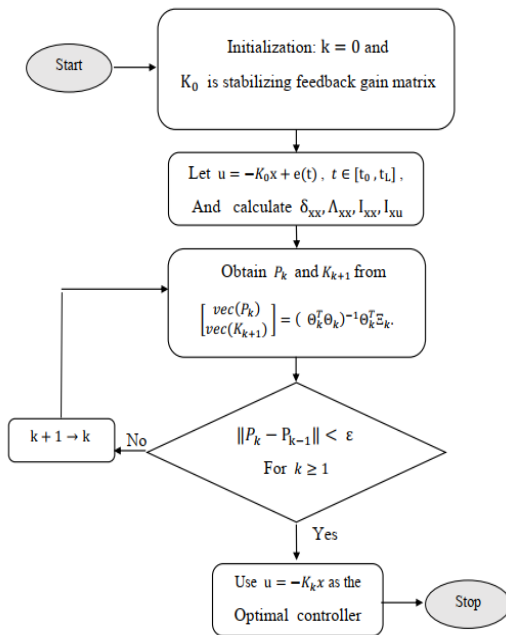 Start
Initialization: k = 0 and
K₀ is stabilizing feedback gain matrix
Let u = −K₀x + e(t) , t ∈ [t₀ , t_L] ,
And calculate δ_xx, Λ_xx, I_xx, I_xu
Obtain P_k and K_{k+1} from
[vec(P_k) vec(K_{k+1})] = ( Θ_k^T Θ_k)^{−1} Θ_k^T Ξ_k.
k + 1 → k
No
‖P_k − P_{k−1}‖ < ε
For k ≥ 1
Yes
Use u = −K_k x as the
Optimal controller
Stop